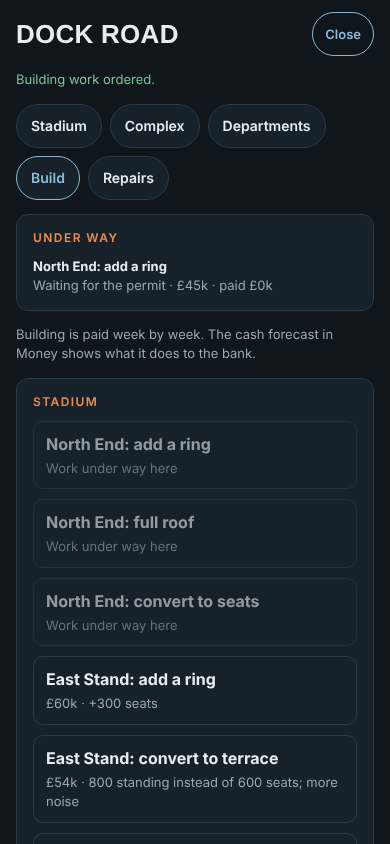 DOCK ROAD
Close
Building work ordered.
Stadium
Complex
Departments
Build
Repairs
UNDER WAY
North End: add a ring
Waiting for the permit · £45k · paid £0k
Building is paid week by week. The cash forecast in
Money shows what it does to the bank.
STADIUM
North End: add a ring
Work under way here
North End: full roof
Work under way here
North End: convert to seats
Work under way here
East Stand: add a ring
£60k · +300 seats
East Stand: convert to terrace
£54k · 800 standing instead of 600 seats; more
noise